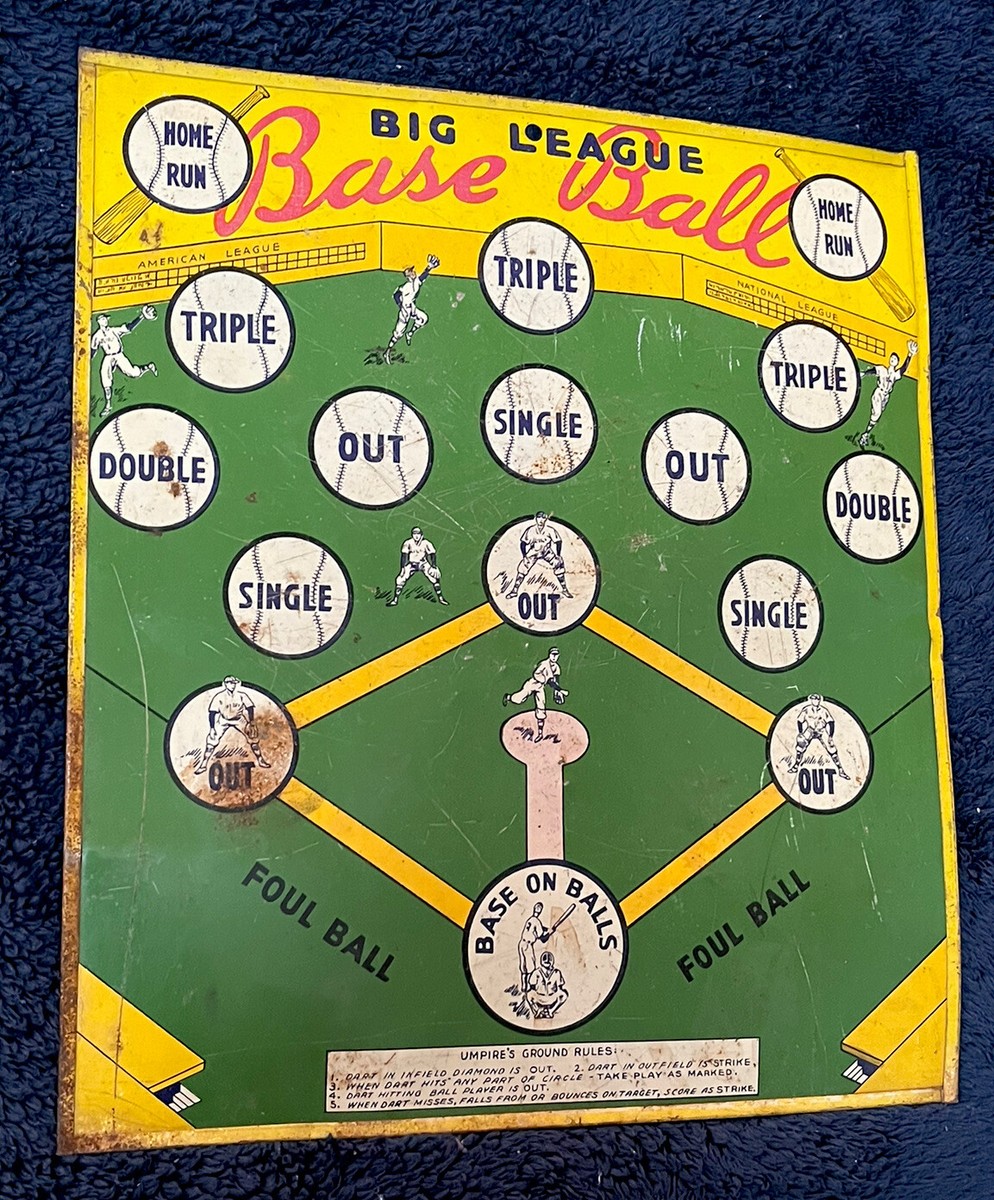 BIG LEAGUE
Base Ball
HOME
RUN
HOME
RUN
AMERICAN LEAGUE
NATIONAL LEAGUE
TRIPLE
TRIPLE
TRIPLE
DOUBLE
OUT
SINGLE
OUT
DOUBLE
SINGLE
OUT
SINGLE
OUT
OUT
FOUL BALL
BASE ON BALLS
FOUL BALL
UMPIRE'S GROUND RULES:
1. DART IN INFIELD DIAMOND IS OUT. 2. DART IN OUTFIELD IS STRIKE.
3. WHEN DART HITS ANY PART OF CIRCLE - TAKE PLAY AS MARKED.
4. DART HITTING BALL PLAYER IS OUT.
5. WHEN DART MISSES, FALLS FROM OR BOUNCES ON TARGET, SCORE AS STRIKE.